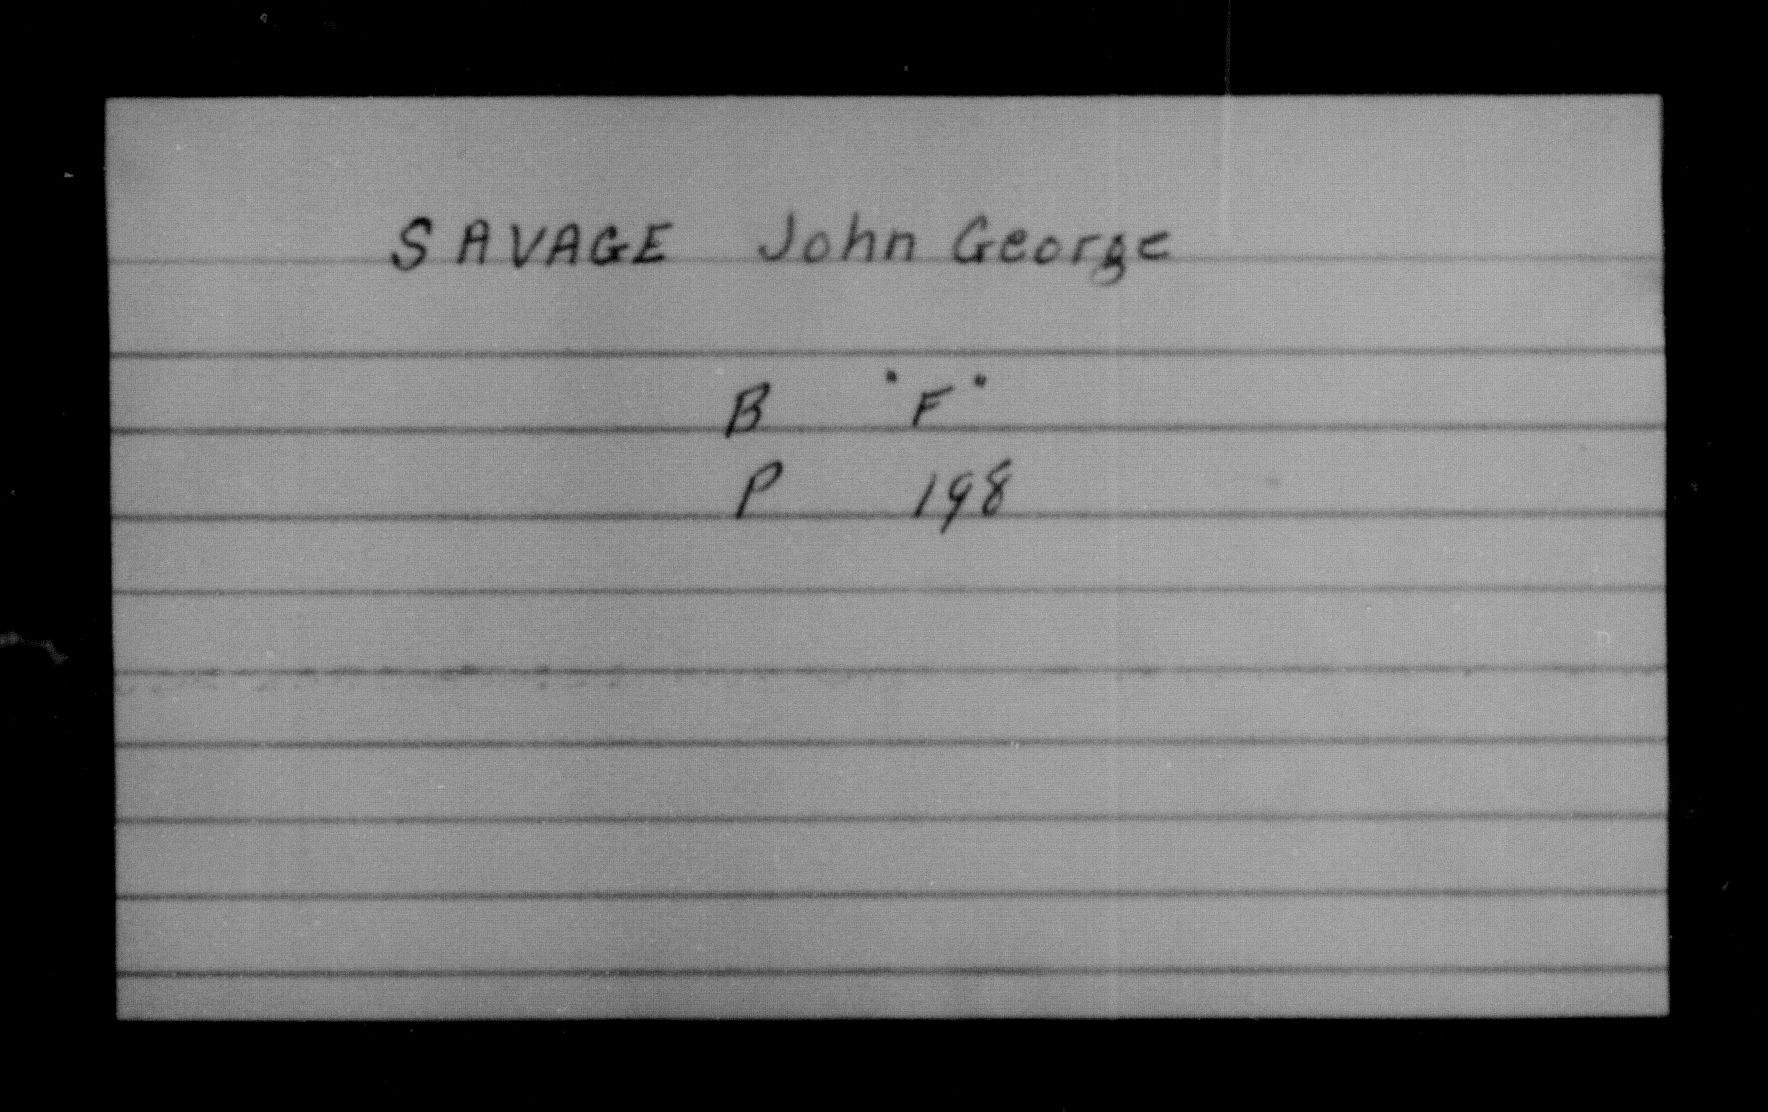 SAVAGE John George
B "F"
P 198